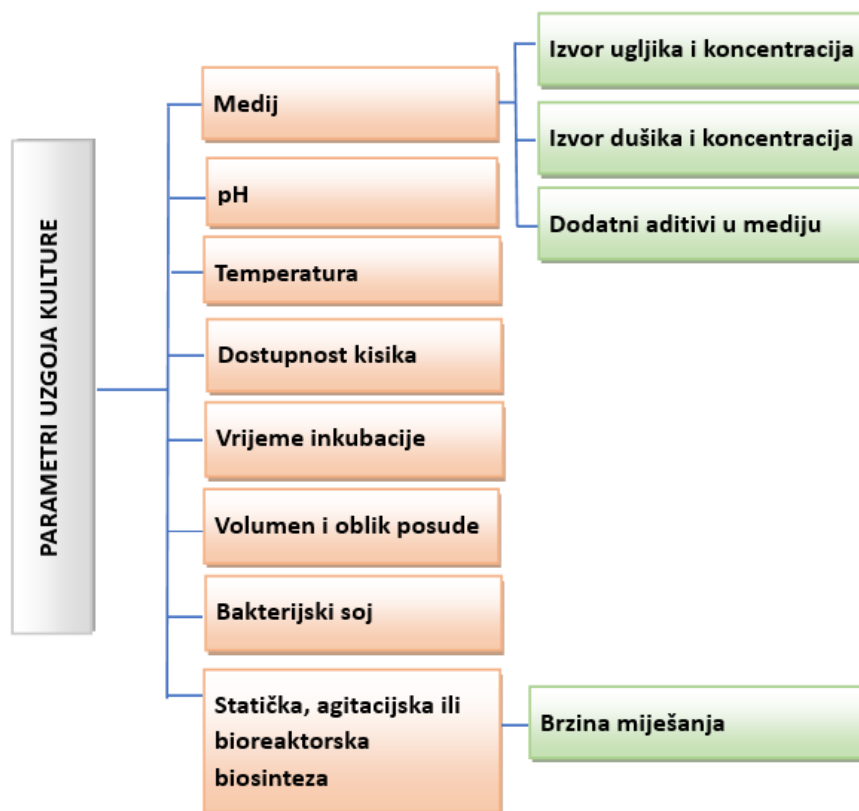 PARAMETRI UZGOJA KULTURE
Medij
Izvor ugljika i koncentracija
Izvor dušika i koncentracija
Dodatni aditivi u mediju
pH
Temperatura
Dostupnost kisika
Vrijeme inkubacije
Volumen i oblik posude
Bakterijski soj
Statička, agitacijska ili
bioreaktorska
biosinteza
Brzina miješanja